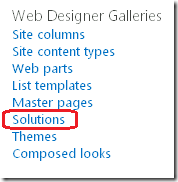 Web Designer Galleries
Site columns
Site content types
Web parts
List templates
Master pages
Solutions
Themes
Composed looks